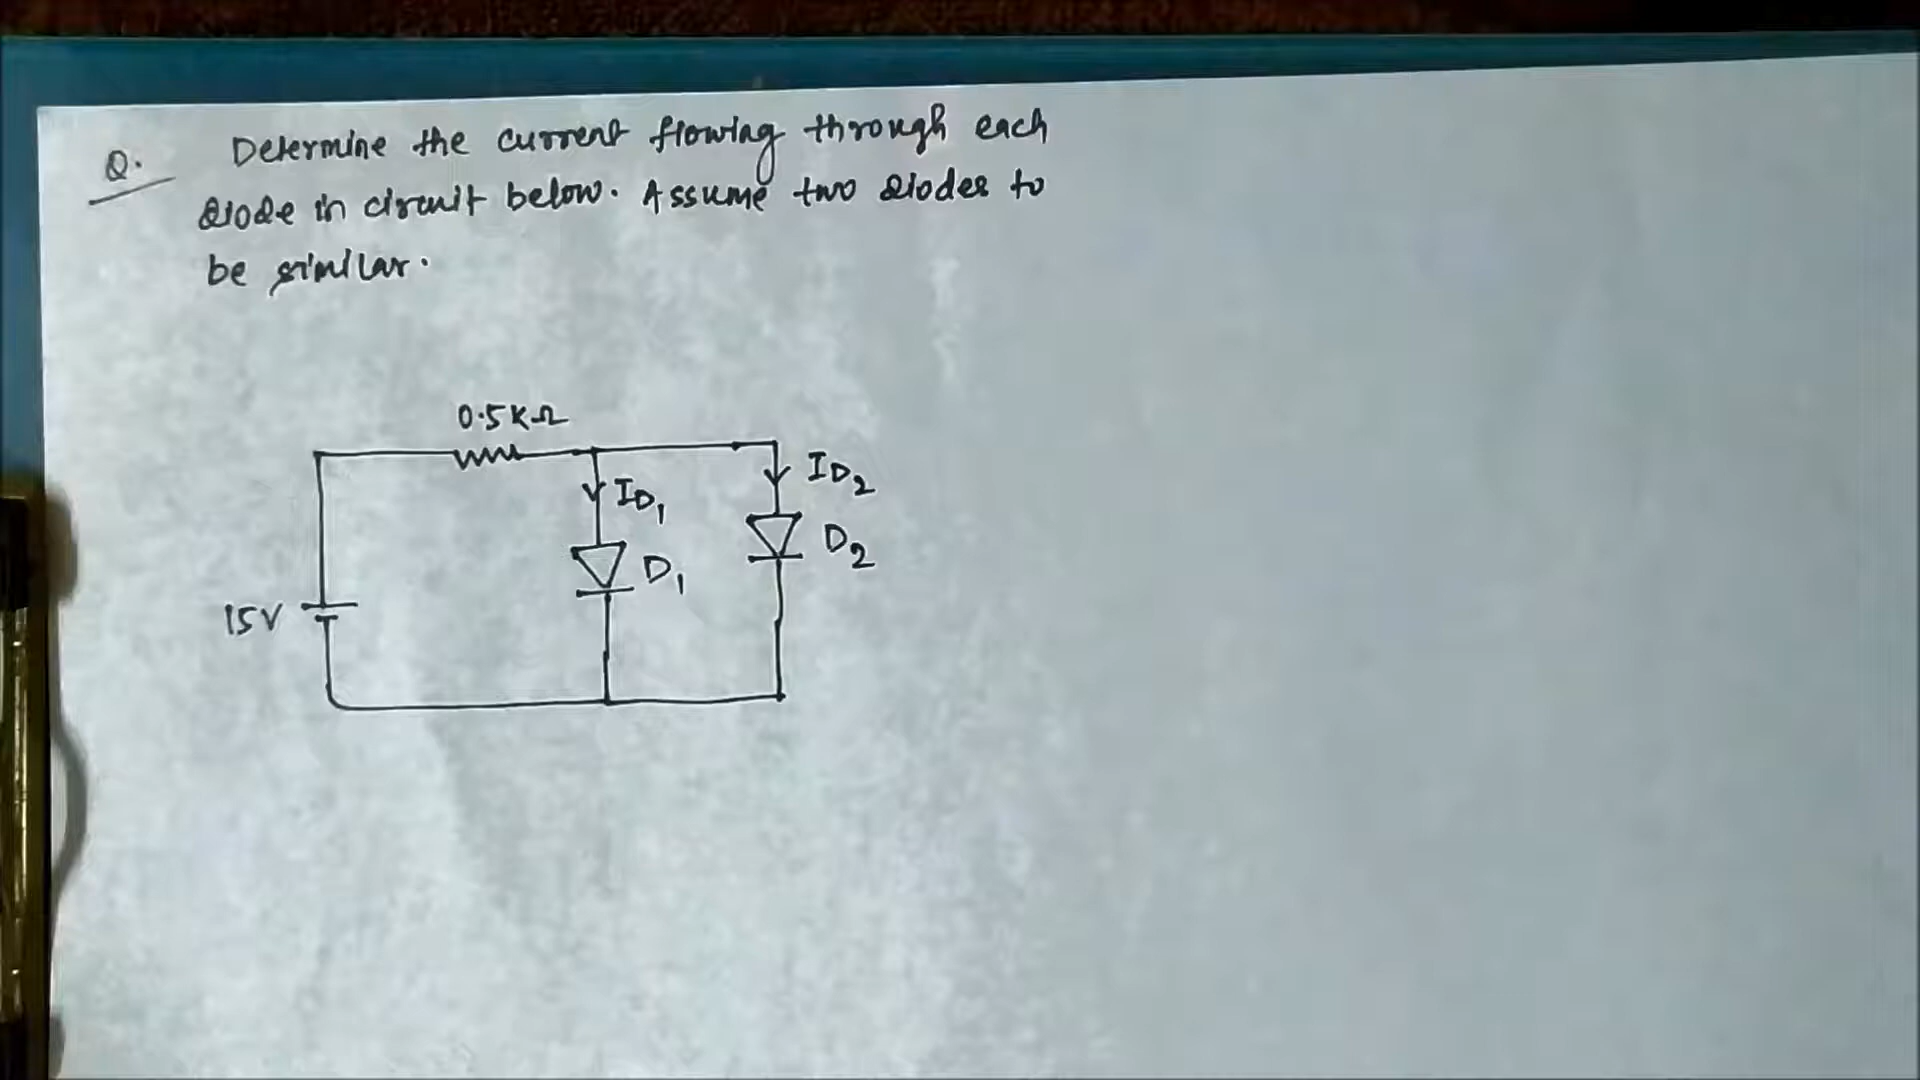 Q. Determine the current flowing through each
diode in circuit below. Assume two diodes to
be similar.
0.5KΩ
ID1
ID2
D1
D2
15V